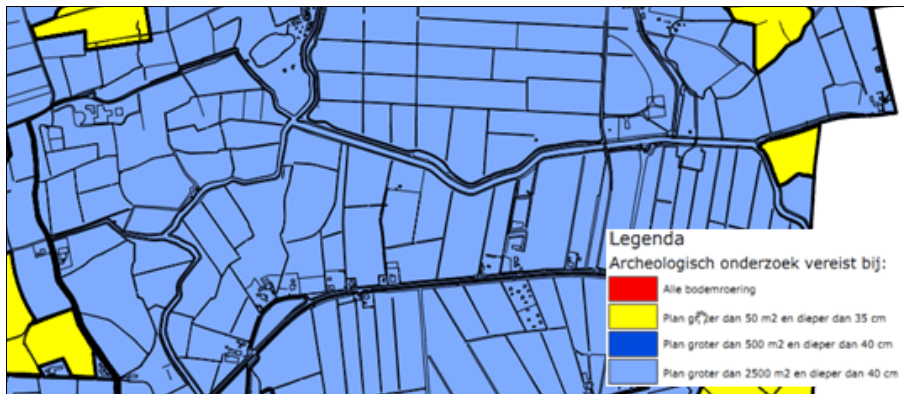 Legenda
Archeologisch onderzoek vereist bij:
Alle bodemroering
Plan groter dan 50 m2 en dieper dan 35 cm
Plan groter dan 500 m2 en dieper dan 40 cm
Plan groter dan 2500 m2 en dieper dan 40 cm